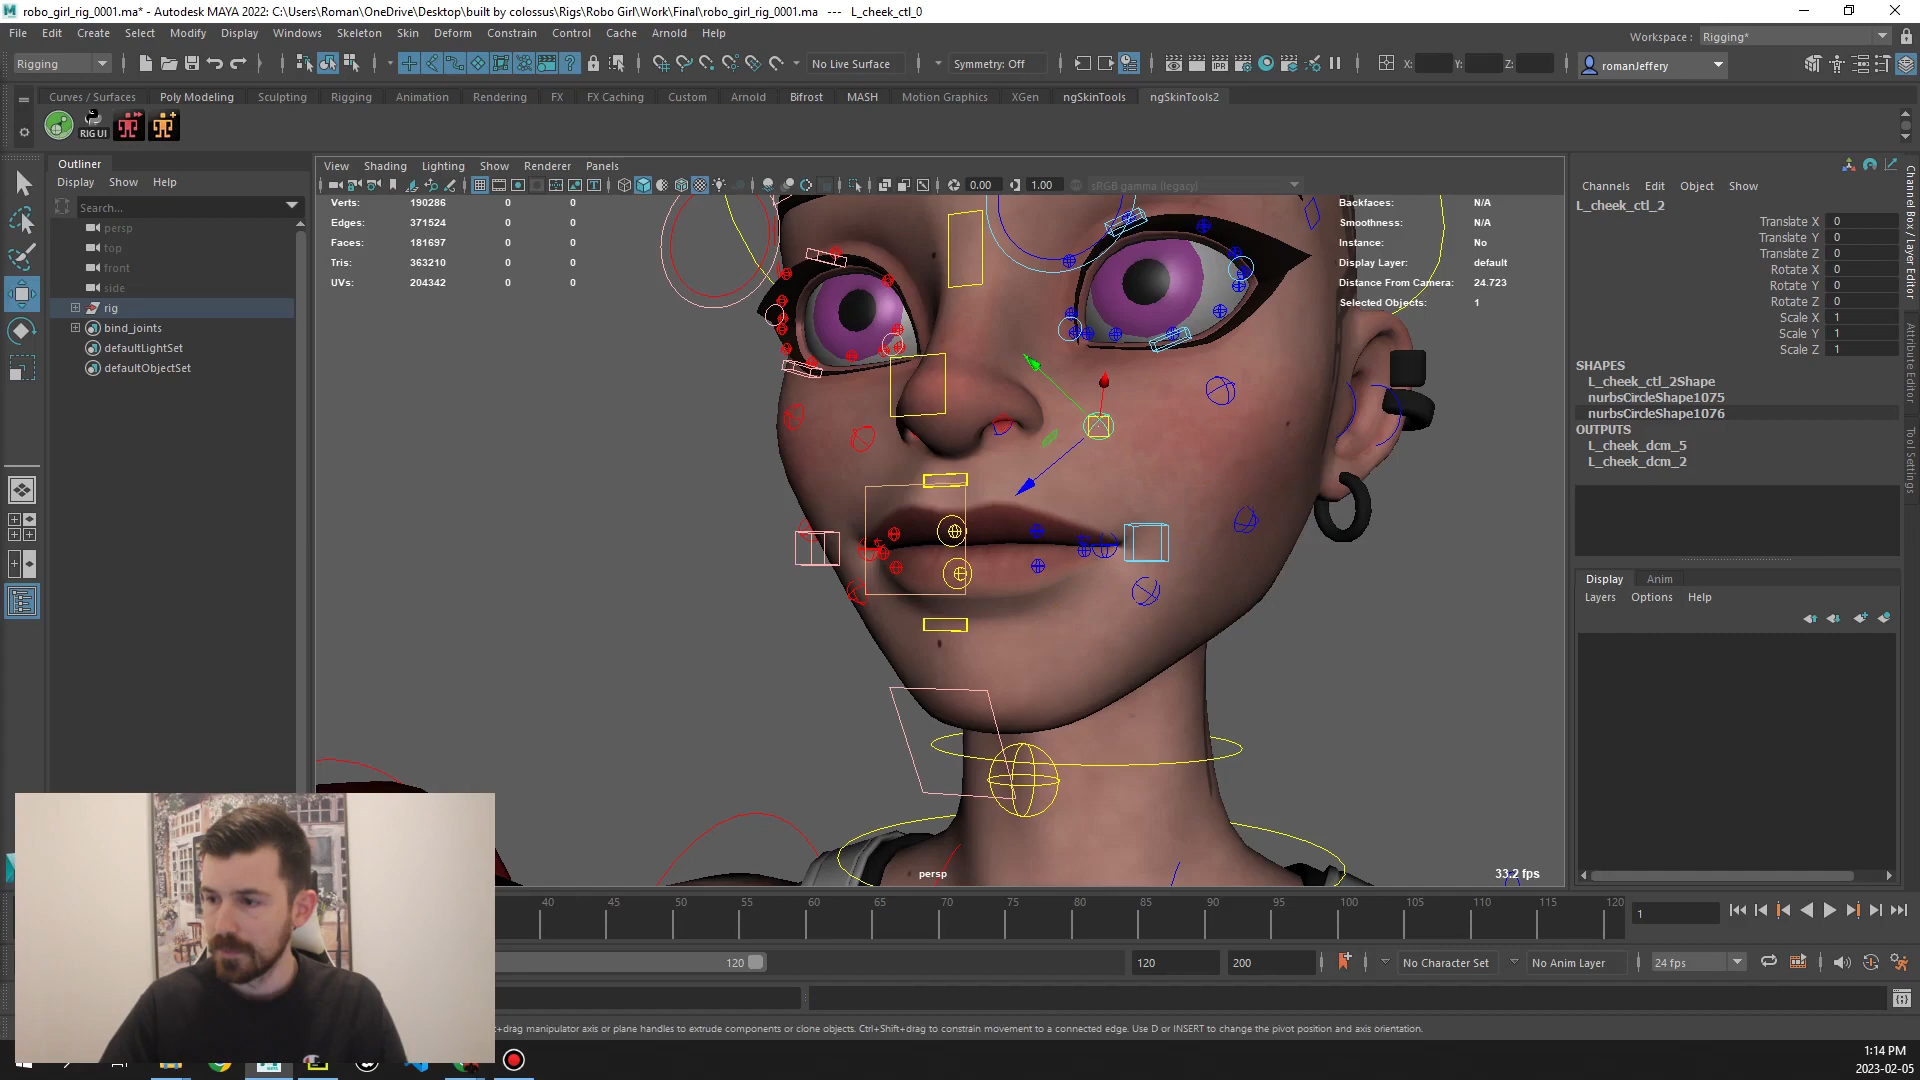 robo_girl_rig_0001.ma* - Autodesk MAYA 2022: C:\Users\Roman\OneDrive\Desktop\built by colossus\Rigs\Robo Girl\Work\Final\robo_girl_rig_0001.ma   ---   L_cheek_ctl_0
File Edit Create Select Modify Display Windows Skeleton Skin Deform Constrain Control Cache Arnold Help
Workspace : Rigging*
Rigging No Live Surface Symmetry: Off IPR X: Y: Z: romanJeffery
Curves / Surfaces Poly Modeling Sculpting Rigging Animation Rendering FX FX Caching Custom Arnold Bifrost MASH Motion Graphics XGen ngSkinTools ngSkinTools2
RIG UI
Outliner
Display Show Help
Search...
persp
top
front
side
rig
bind_joints
defaultLightSet
defaultObjectSet
View Shading Lighting Show Renderer Panels
0.00 1.00 sRGB gamma (legacy)
Verts: 190286 0 0
Edges: 371524 0 0
Faces: 181697 0 0
Tris: 363210 0 0
UVs: 204342 0 0
Backfaces: N/A
Smoothness: N/A
Instance: No
Display Layer: default
Distance From Camera: 24.723
Selected Objects: 1
persp
33.2 fps
Channels Edit Object Show
L_cheek_ctl_2
Translate X 0
Translate Y 0
Translate Z 0
Rotate X 0
Rotate Y 0
Rotate Z 0
Scale X 1
Scale Y 1
Scale Z 1
SHAPES
L_cheek_ctl_2Shape
nurbsCircleShape1075
nurbsCircleShape1076
OUTPUTS
L_cheek_dcm_5
L_cheek_dcm_2
Display Anim
Layers Options Help
Channel Box / Layer Editor
Attribute Editor
Tool Settings
40 45 50 55 60 65 70 75 80 85 90 95 100 105 110 115 120
1
120 120 200 No Character Set No Anim Layer 24 fps
+drag manipulator axis or plane handles to extrude components or clone objects. Ctrl+Shift+drag to constrain movement to a connected edge. Use D or INSERT to change the pivot position and axis orientation.
1:14 PM
2023-02-05